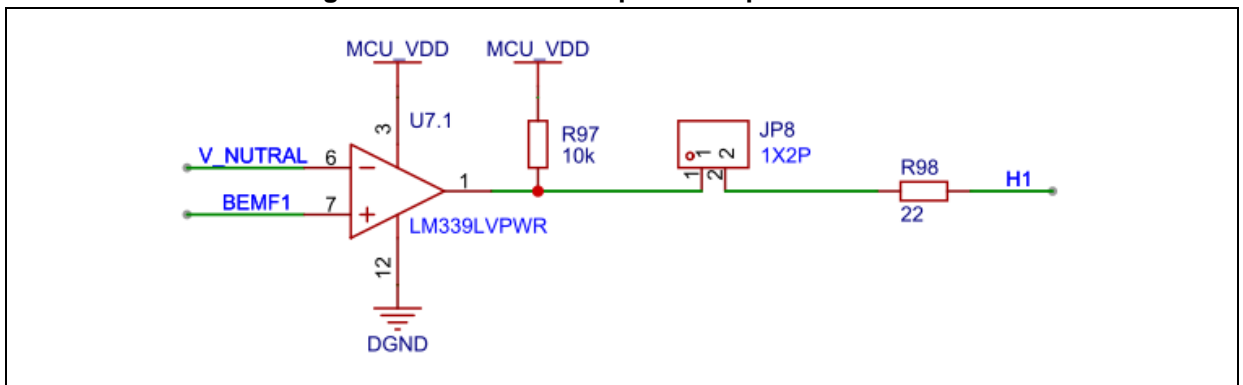 MCU_VDD MCU_VDD
3 U7.1
R97
10k
JP8
1X2P
1 2
1 2
V_NUTRAL 6 −
BEMF1 7 +
1
LM339LVPWR
R98
22
H1
12
DGND